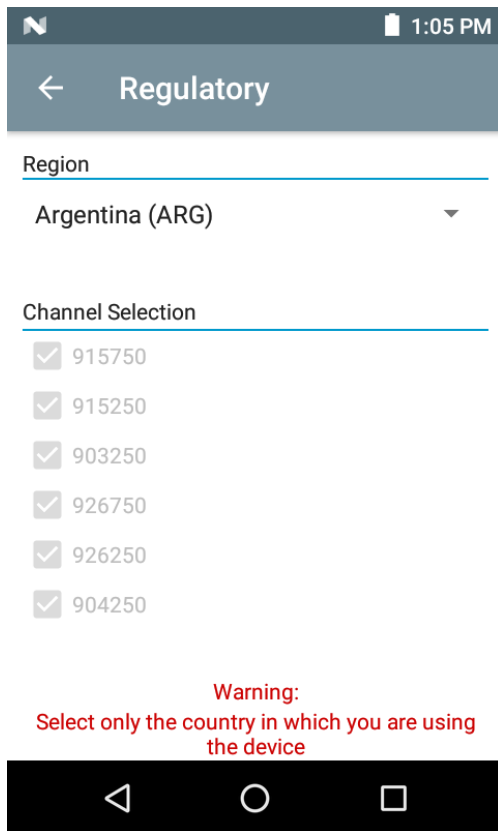 1:05 PM
Regulatory
Region
Argentina (ARG)
Channel Selection
915750
915250
903250
926750
926250
904250
Warning:
Select only the country in which you are using
the device